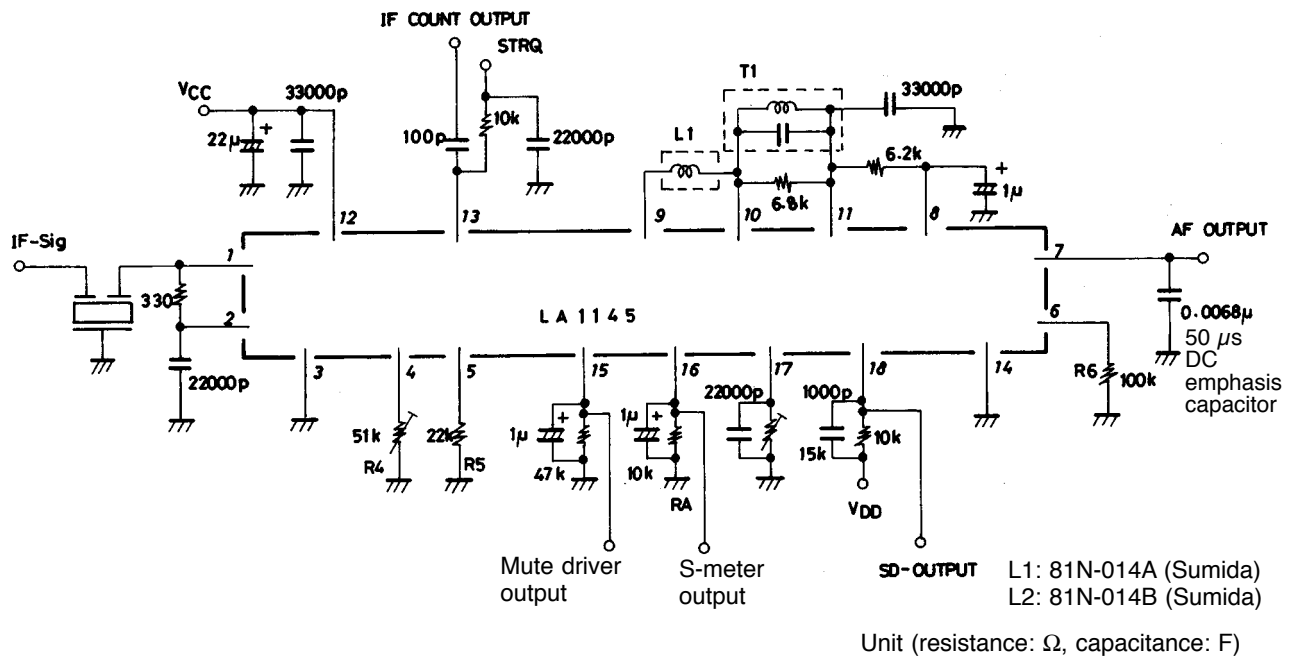 IF COUNT OUTPUT
STRQ
VCC
33000p
22µ
+
100p
10k
22000p
T1
33000p
L1
6.2k
6.8k
+
1µ
12
13
9
10
11
8
IF-Sig
AF OUTPUT
1
7
330
2
LA1145
6
0.0068µ
50 µs
DC
emphasis
capacitor
22000p
3
4
5
15
16
17
18
14
R6
100k
51k
R4
22k
R5
1µ
+
47k
1µ
+
10k
RA
22000p
15k
1000p
10k
VDD
Mute driver
output
S-meter
output
SD-OUTPUT
L1: 81N-014A (Sumida)
L2: 81N-014B (Sumida)
Unit (resistance: Ω, capacitance: F)